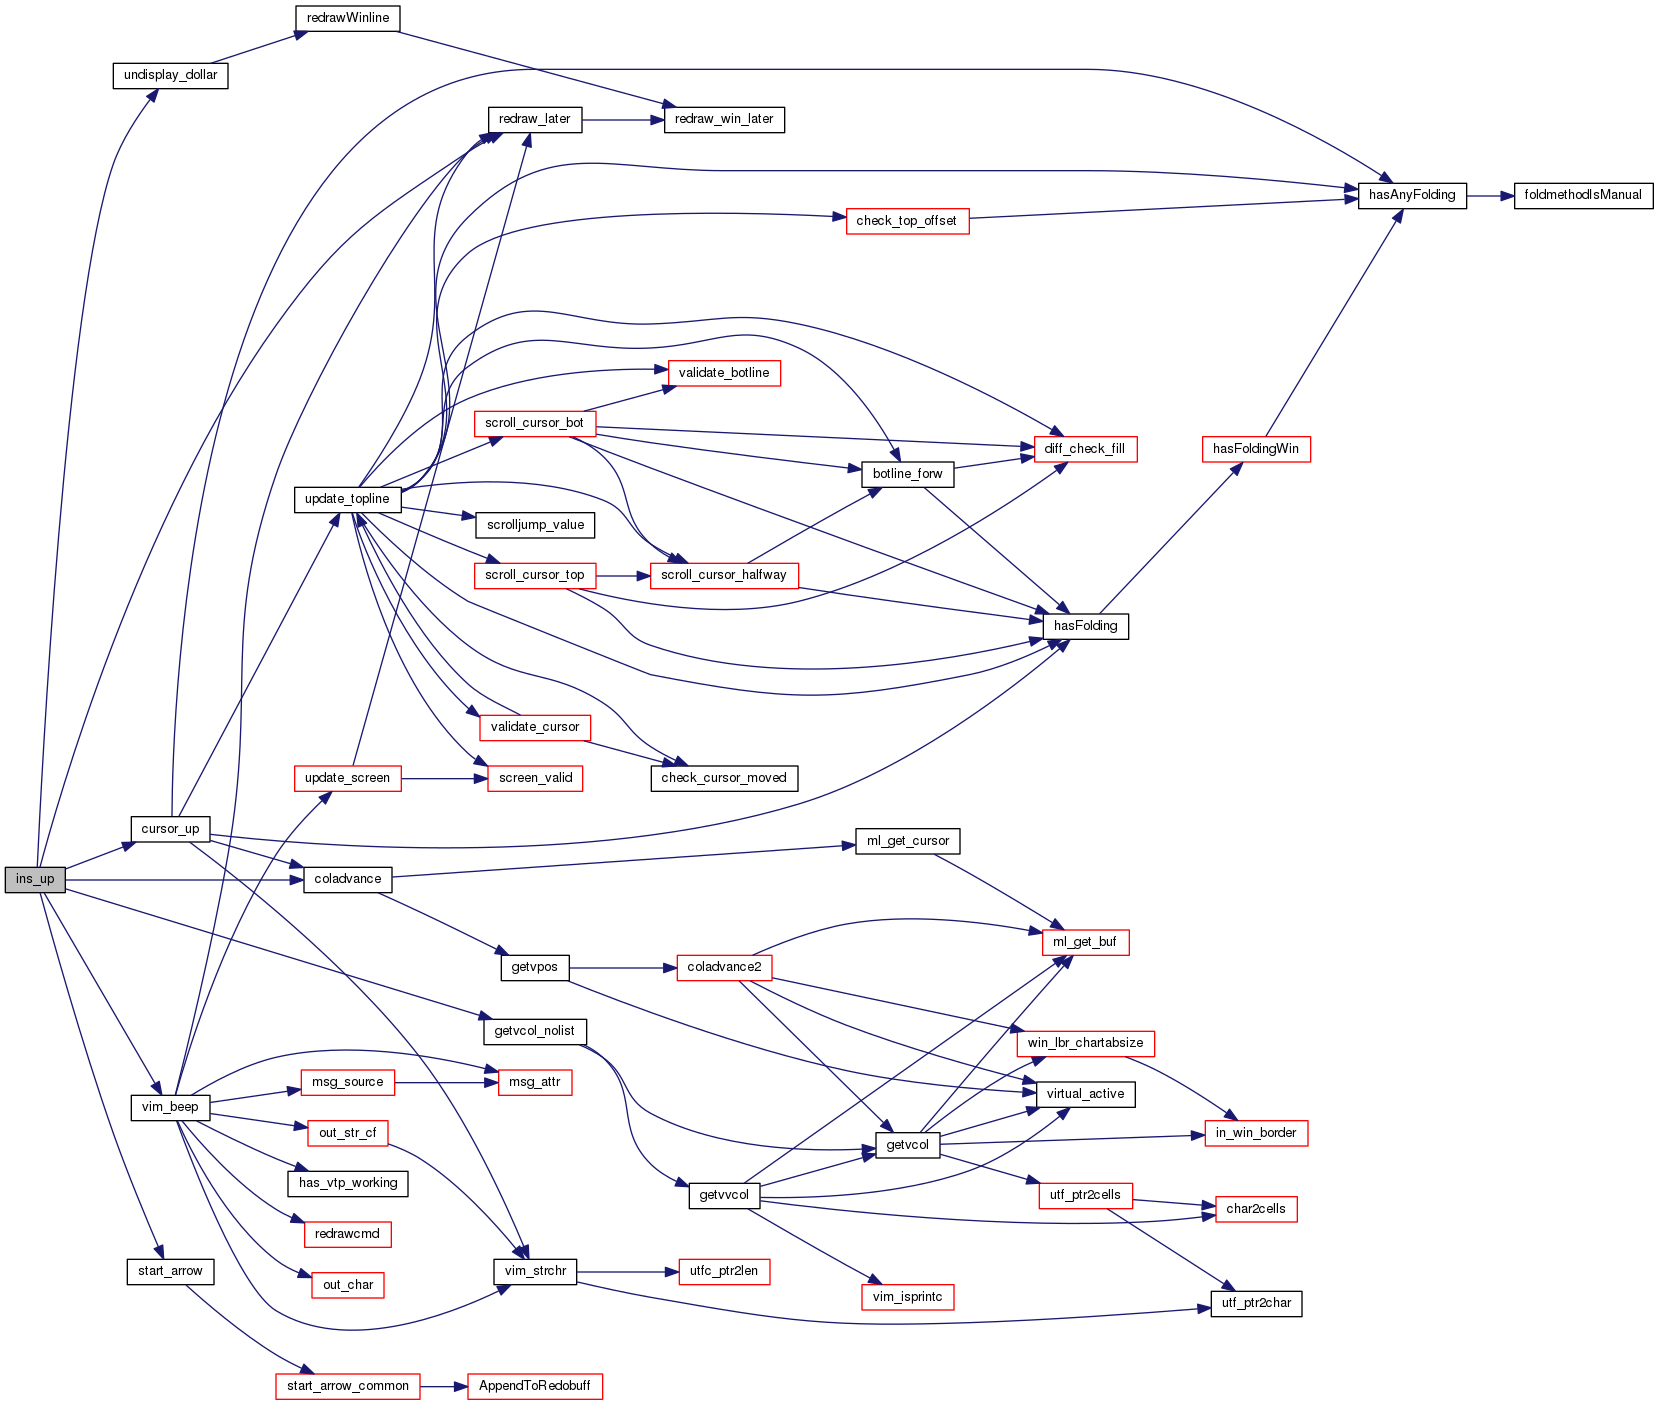 redrawWinline
undisplay_dollar
redraw_later
redraw_win_later
hasAnyFolding
foldmethodIsManual
check_top_offset
validate_botline
scroll_cursor_bot
diff_check_fill
hasFoldingWin
botline_forw
update_topline
scrolljump_value
scroll_cursor_top
scroll_cursor_halfway
hasFolding
validate_cursor
update_screen
screen_valid
check_cursor_moved
cursor_up
ml_get_cursor
ins_up
coladvance
ml_get_buf
getvpos
coladvance2
getvcol_nolist
win_lbr_chartabsize
msg_source
msg_attr
virtual_active
vim_beep
out_str_cf
in_win_border
getvcol
has_vtp_working
getvvcol
utf_ptr2cells
char2cells
redrawcmd
start_arrow
vim_strchr
utfc_ptr2len
out_char
vim_isprintc
utf_ptr2char
start_arrow_common
AppendToRedobuff